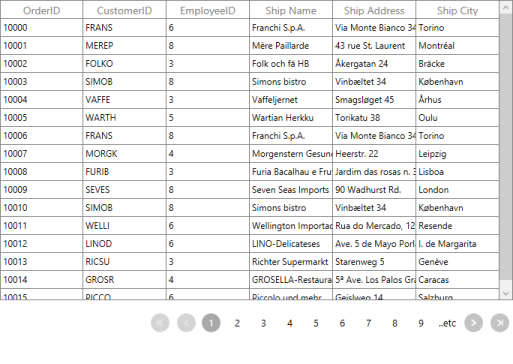 OrderID CustomerID EmployeeID Ship Name Ship Address Ship City
10000 FRANS 6 Franchi S.p.A. Via Monte Bianco 34 Torino
10001 MEREP 8 Mère Paillarde 43 rue St. Laurent Montréal
10002 FOLKO 3 Folk och fä HB Åkergatan 24 Bräcke
10003 SIMOB 8 Simons bistro Vinbæltet 34 København
10004 VAFFE 3 Vaffeljernet Smagsløget 45 Århus
10005 WARTH 5 Wartian Herkku Torikatu 38 Oulu
10006 FRANS 8 Franchi S.p.A. Via Monte Bianco 34 Torino
10007 MORGK 4 Morgenstern Gesun Heerstr. 22 Leipzig
10008 FURIB 3 Furia Bacalhau e Fru Jardim das rosas n. 3 Lisboa
10009 SEVES 8 Seven Seas Imports 90 Wadhurst Rd. London
10010 SIMOB 8 Simons bistro Vinbæltet 34 København
10011 WELLI 6 Wellington Importad Rua do Mercado, 12 Resende
10012 LINOD 6 LINO-Delicateses Ave. 5 de Mayo Porl I. de Margarita
10013 RICSU 3 Richter Supermarkt Starenweg 5 Genève
10014 GROSR 4 GROSELLA-Restaura 5ª Ave. Los Palos Gra Caracas
10015 PICCO 6 Piccolo und mehr Geislweg 14 Salzburg
1 2 3 4 5 6 7 8 9 ...etc